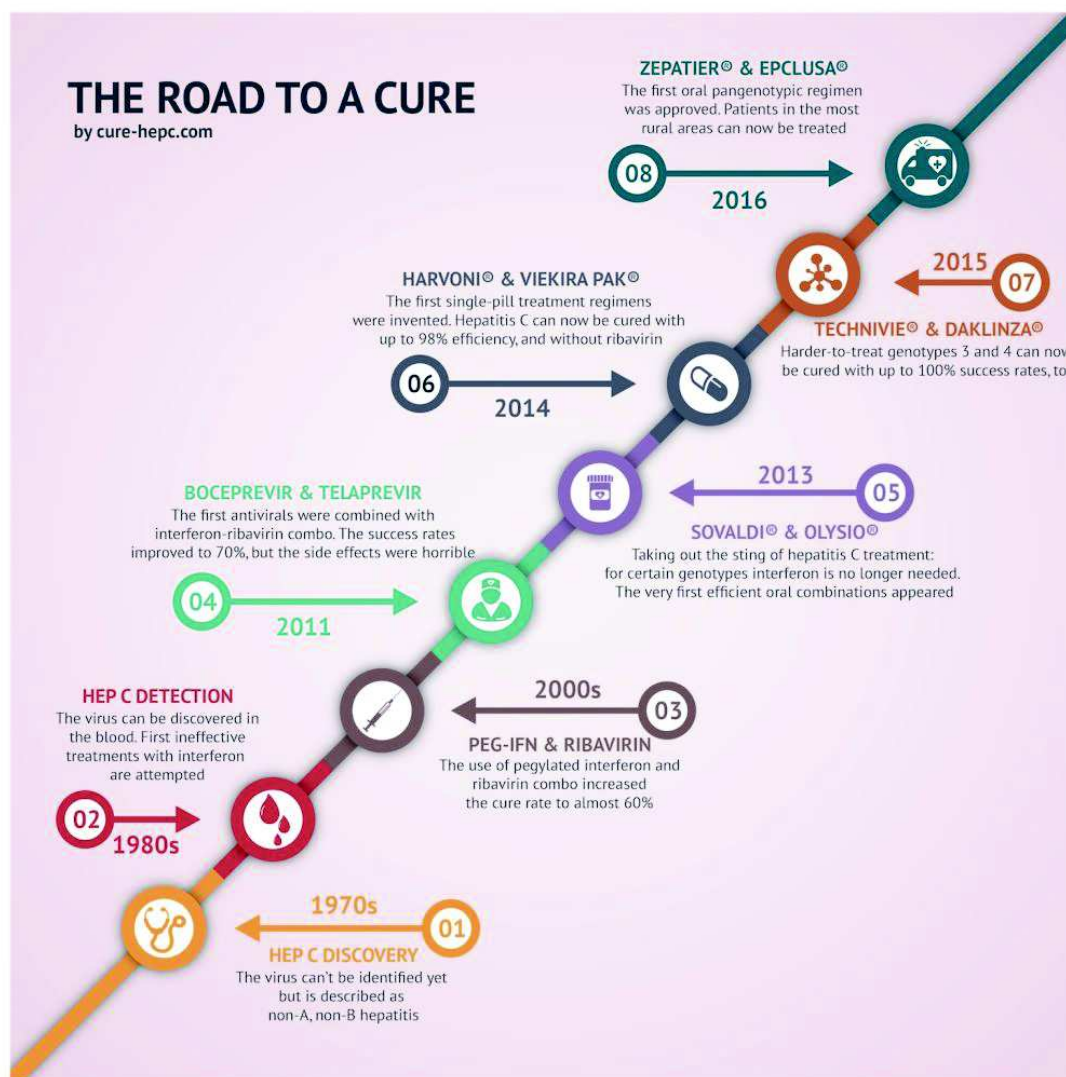 THE ROAD TO A CURE
by cure-hepc.com
ZEPATIER® & EPCLUSA®
The first oral pangenotypic regimen
was approved. Patients in the most
rural areas can now be treated
08
2016
2015
07
TECHNIVIE® & DAKLINZA®
Harder-to-treat genotypes 3 and 4 can now
be cured with up to 100% success rates, to
HARVONI® & VIEKIRA PAK®
The first single-pill treatment regimens
were invented. Hepatitis C can now be cured with
up to 98% efficiency, and without ribavirin
06
2014
2013
05
SOVALDI® & OLYSIO®
Taking out the sting of hepatitis C treatment:
for certain genotypes interferon is no longer needed.
The very first efficient oral combinations appeared
BOCEPREVIR & TELAPREVIR
The first antivirals were combined with
interferon-ribavirin combo. The success rates
improved to 70%, but the side effects were horrible
04
2011
2000s
03
PEG-IFN & RIBAVIRIN
The use of pegylated interferon and
ribavirin combo increased
the cure rate to almost 60%
HEP C DETECTION
The virus can be discovered in
the blood. First ineffective
treatments with interferon
are attempted
02
1980s
1970s
01
HEP C DISCOVERY
The virus can't be identified yet
but is described as
non-A, non-B hepatitis